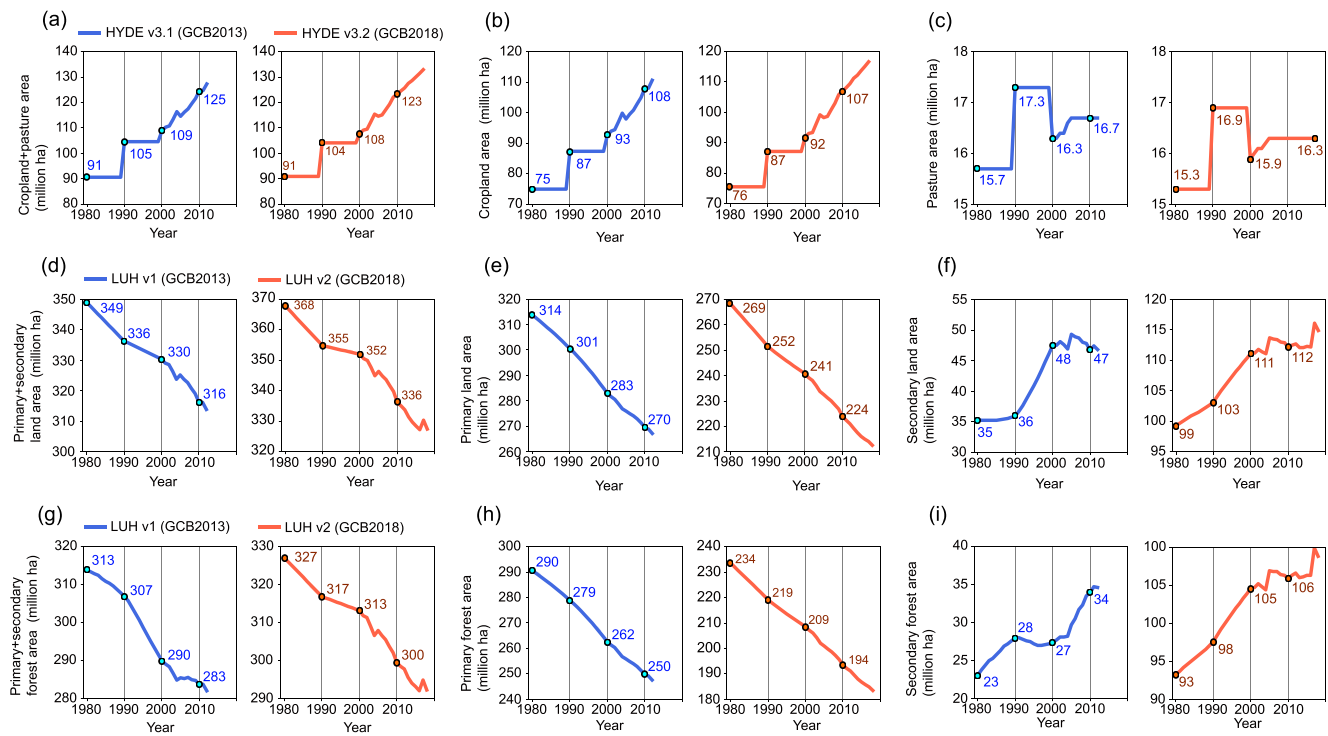 (a)
HYDE v3.1 (GCB2013)
HYDE v3.2 (GCB2018)
Cropland+pasture area
(million ha)
140
130
120
110
100
90
80
91
105
109
125
1980 1990 2000 2010
Year
140
130
120
110
100
90
80
91
104
108
123
1980 1990 2000 2010
Year
(b)
Cropland area (million ha)
120
110
100
90
80
70
75
87
93
108
1980 1990 2000 2010
Year
120
110
100
90
80
70
76
87
92
107
1980 1990 2000 2010
Year
(c)
Pasture area (million ha)
18
17
16
15
15.7
17.3
16.3
16.7
1980 1990 2000 2010
Year
18
17
16
15
15.3
16.9
15.9
16.3
1980 1990 2000 2010
Year
(d)
LUH v1 (GCB2013)
LUH v2 (GCB2018)
Primary+secondary
land area (million ha)
350
340
330
320
310
300
349
336
330
316
1980 1990 2000 2010
Year
370
360
350
340
330
320
368
355
352
336
1980 1990 2000 2010
Year
(e)
Primary land area
(million ha)
320
310
300
290
280
270
260
314
301
283
270
1980 1990 2000 2010
Year
270
260
250
240
230
220
210
269
252
241
224
1980 1990 2000 2010
Year
(f)
Secondary land area
(million ha)
55
50
45
40
35
30
35
36
48
47
1980 1990 2000 2010
Year
120
115
110
105
100
95
99
103
111
112
1980 1990 2000 2010
Year
(g)
LUH v1 (GCB2013)
LUH v2 (GCB2018)
Primary+secondary
forest area (million ha)
320
310
300
290
280
313
307
290
283
1980 1990 2000 2010
Year
330
320
310
300
290
327
317
313
300
1980 1990 2000 2010
Year
(h)
Primary forest area
(million ha)
300
290
280
270
260
250
240
290
279
262
250
1980 1990 2000 2010
Year
240
230
220
210
200
190
180
234
219
209
194
1980 1990 2000 2010
Year
(i)
Secondary forest area
(million ha)
40
35
30
25
20
23
28
27
34
1980 1990 2000 2010
Year
100
105
100
95
90
93
98
105
106
1980 1990 2000 2010
Year